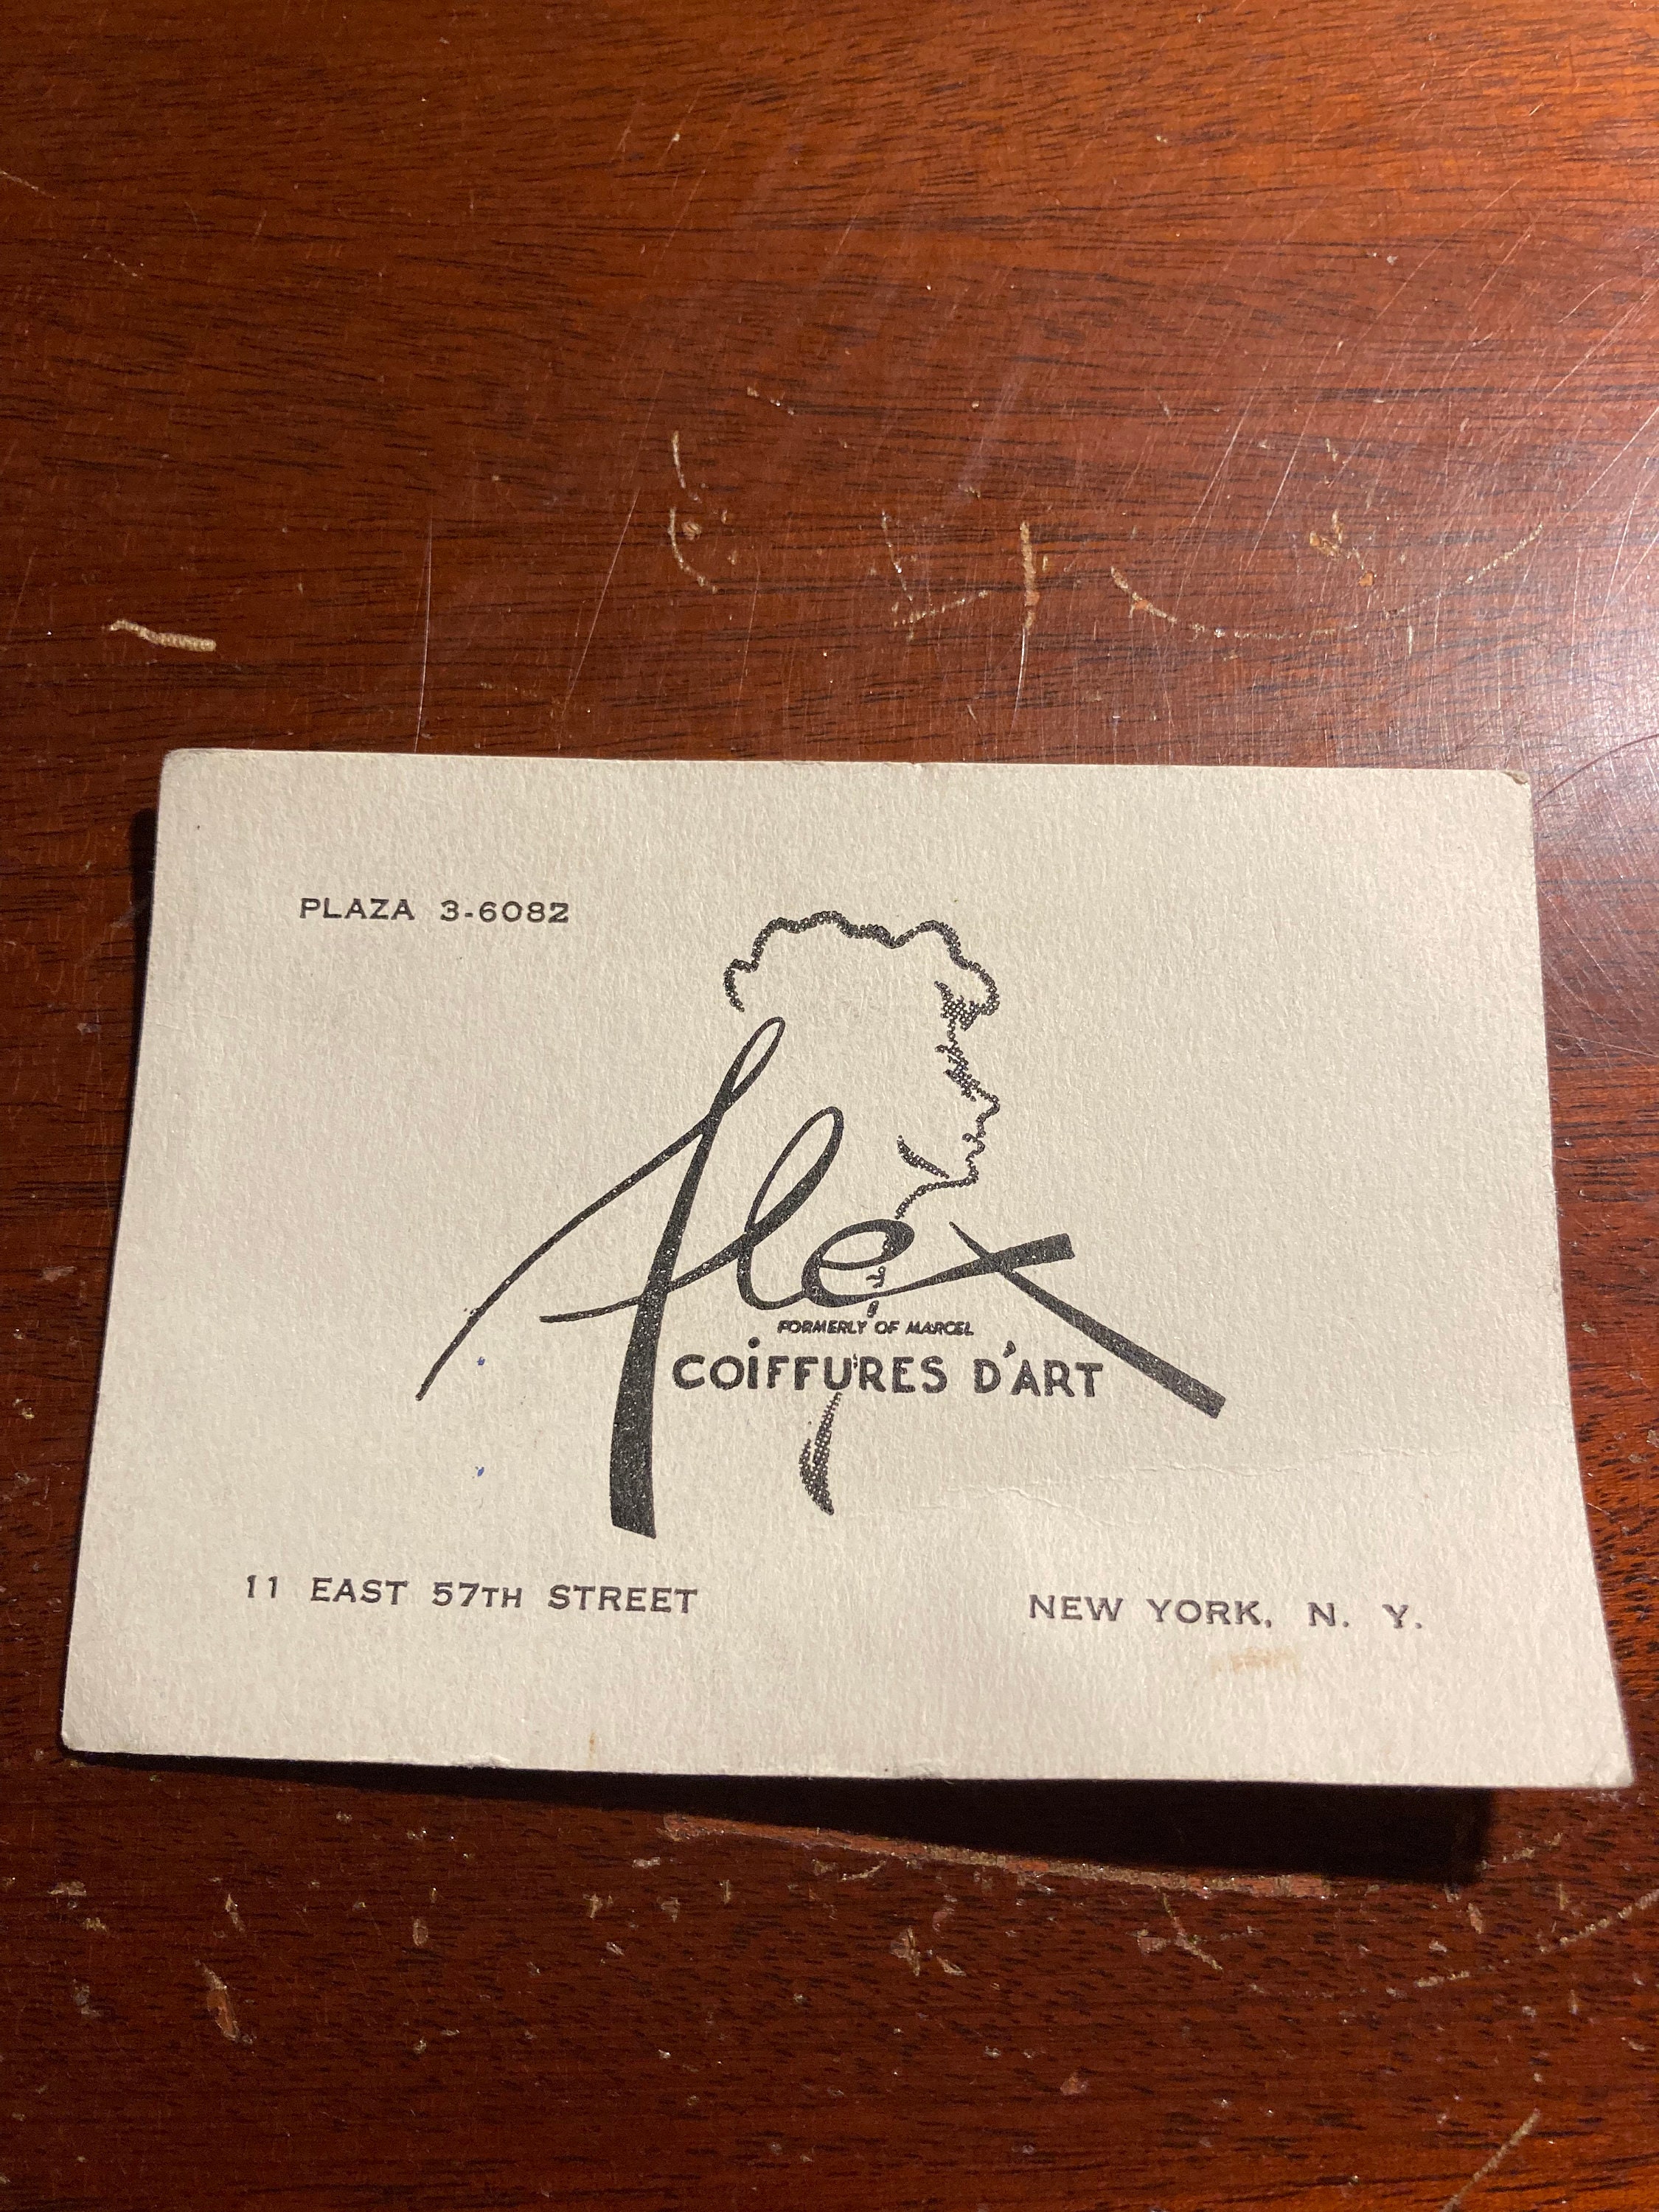 PLAZA 3-6082
Alex
FORMERLY OF MARCEL
COIFFURES D'ART
11 EAST 57TH STREET
NEW YORK, N. Y.